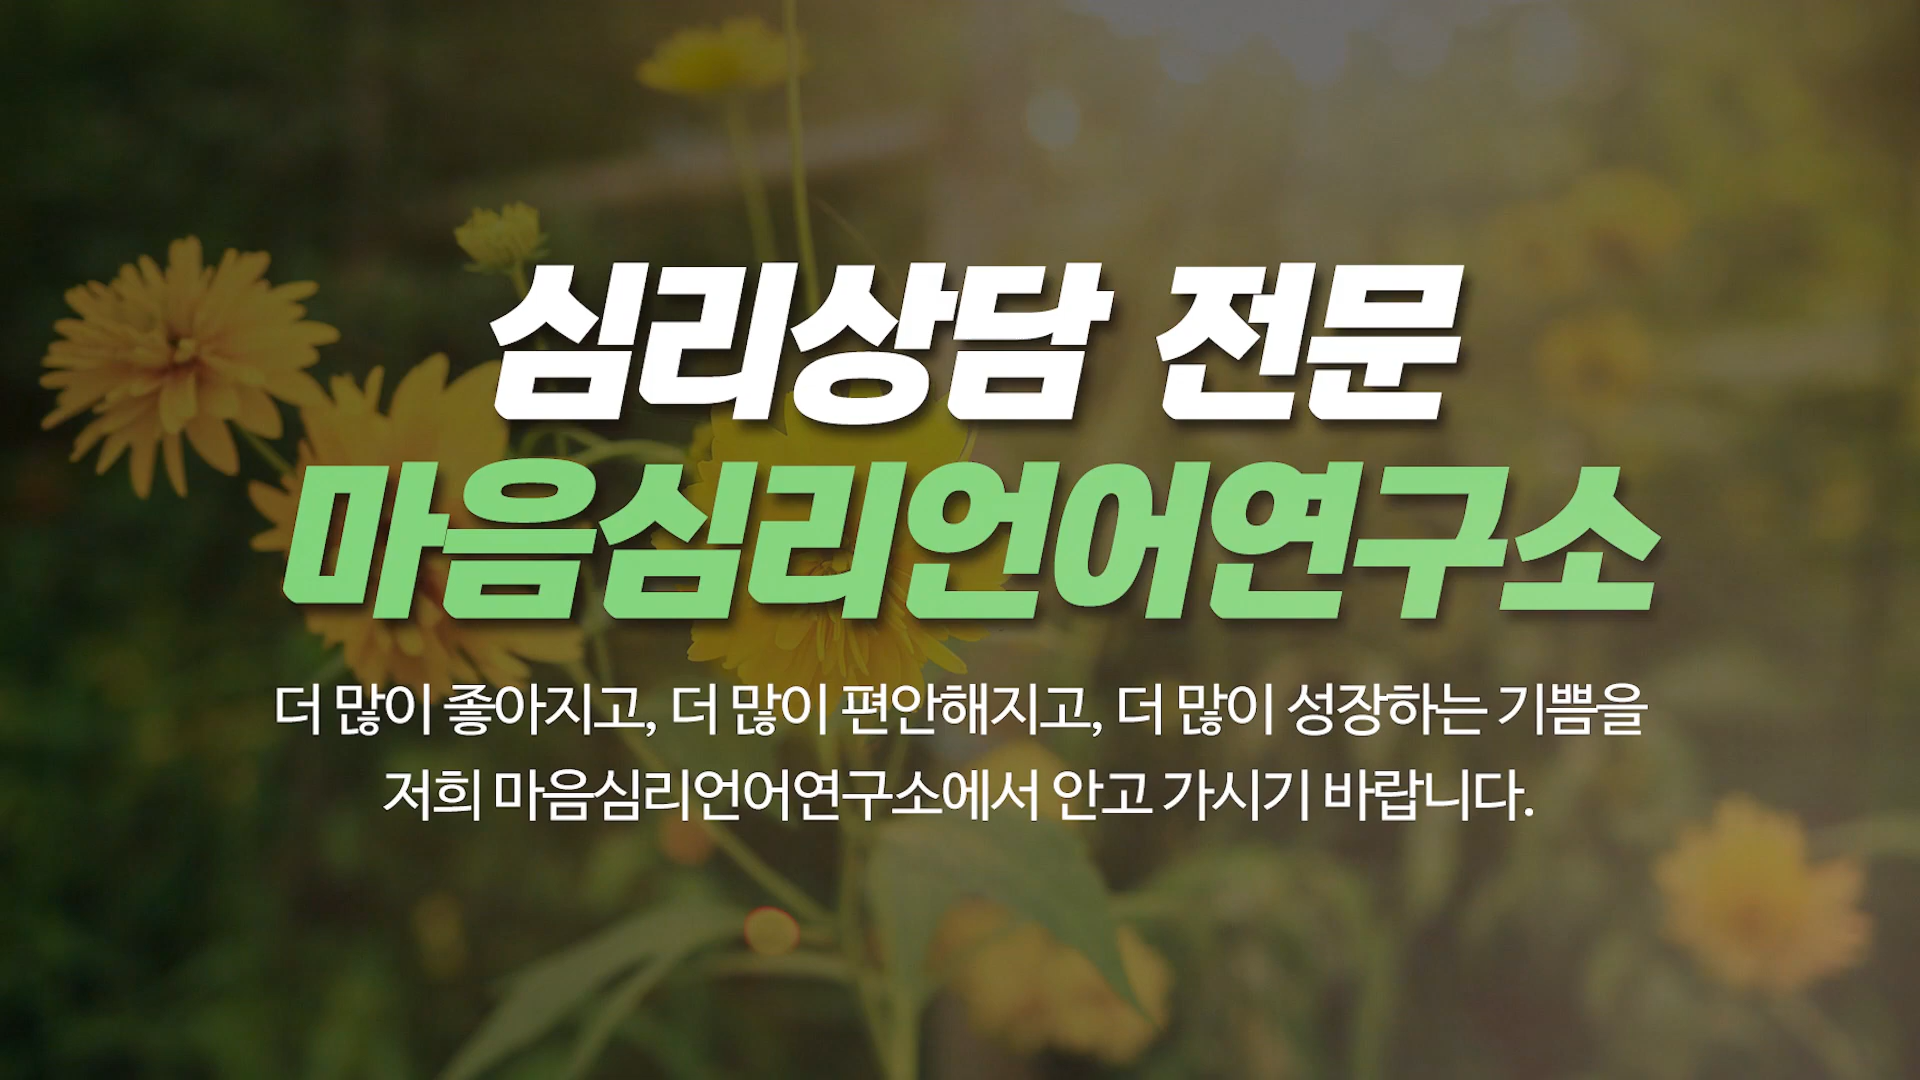 심리상담 전문
마음심리언어연구소
더 많이 좋아지고, 더 많이 편안해지고, 더 많이 성장하는 기쁨을
저희 마음심리언어연구소에서 안고 가시기 바랍니다.